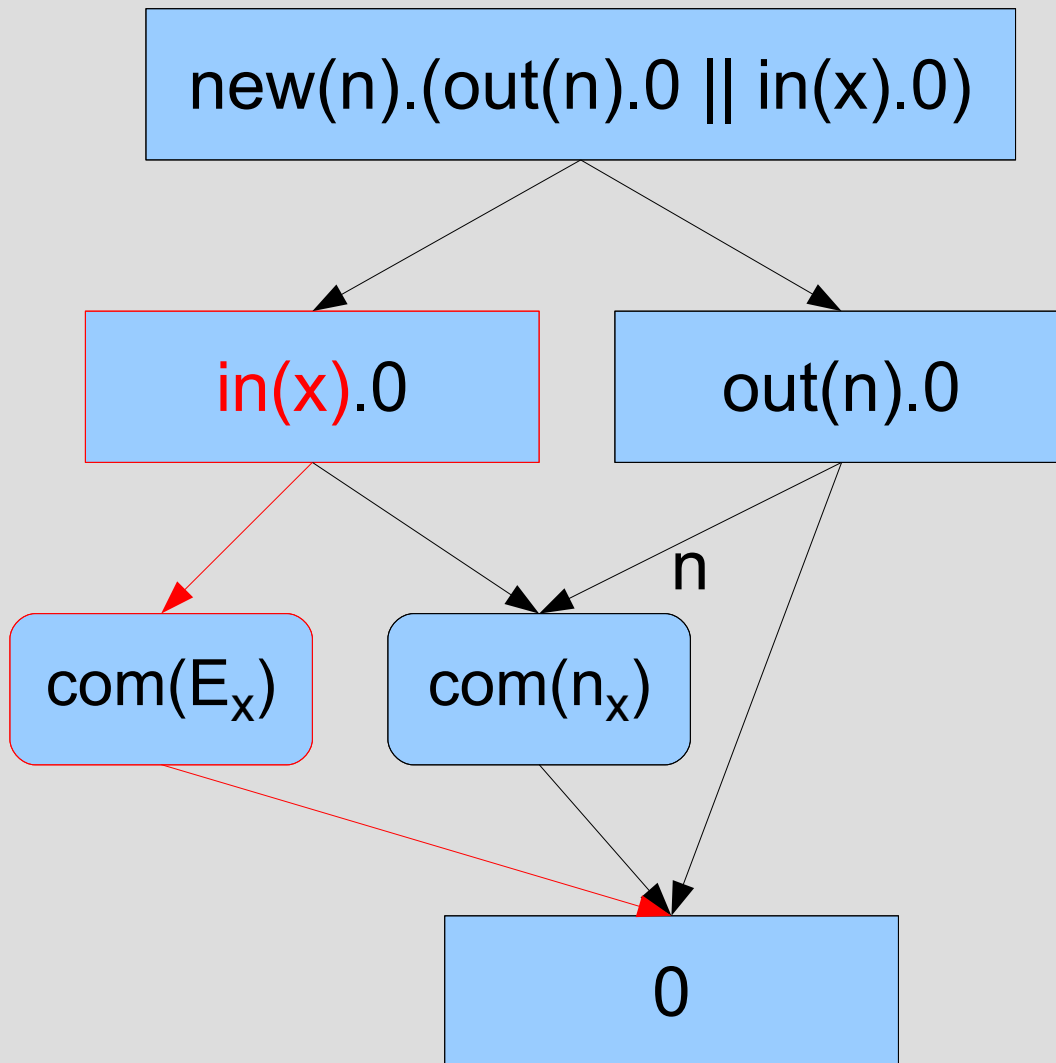 new(n).(out(n).0 || in(x).0)
in(x).0
out(n).0
n
com(Eₓ)
com(nₓ)
0